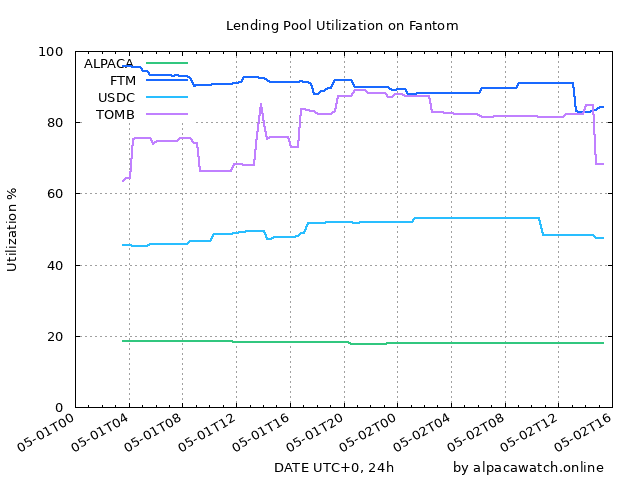 Lending Pool Utilization on Fantom
100
80
60
40
20
0
Utilization %
ALPACA
FTM
USDC
TOMB
05-01T00
05-01T04
05-01T08
05-01T12
05-01T16
05-01T20
05-02T00
05-02T04
05-02T08
05-02T12
05-02T16
DATE UTC+0, 24h
by alpacawatch.online